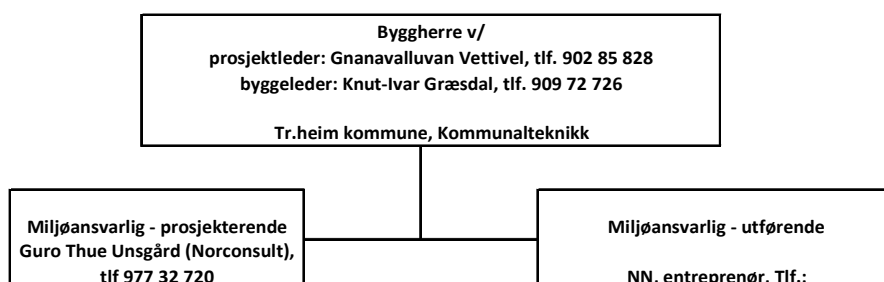 Byggherre v/
prosjektleder: Gnanavalluvan Vettivel, tlf. 902 85 828
byggeleder: Knut-Ivar Græsdal, tlf. 909 72 726
Tr.heim kommune, Kommunalteknikk
Miljøansvarlig - prosjekterende
Guro Thue Unsgård (Norconsult),
tlf 977 32 720
Miljøansvarlig - utførende
NN, entreprenør, Tlf.: